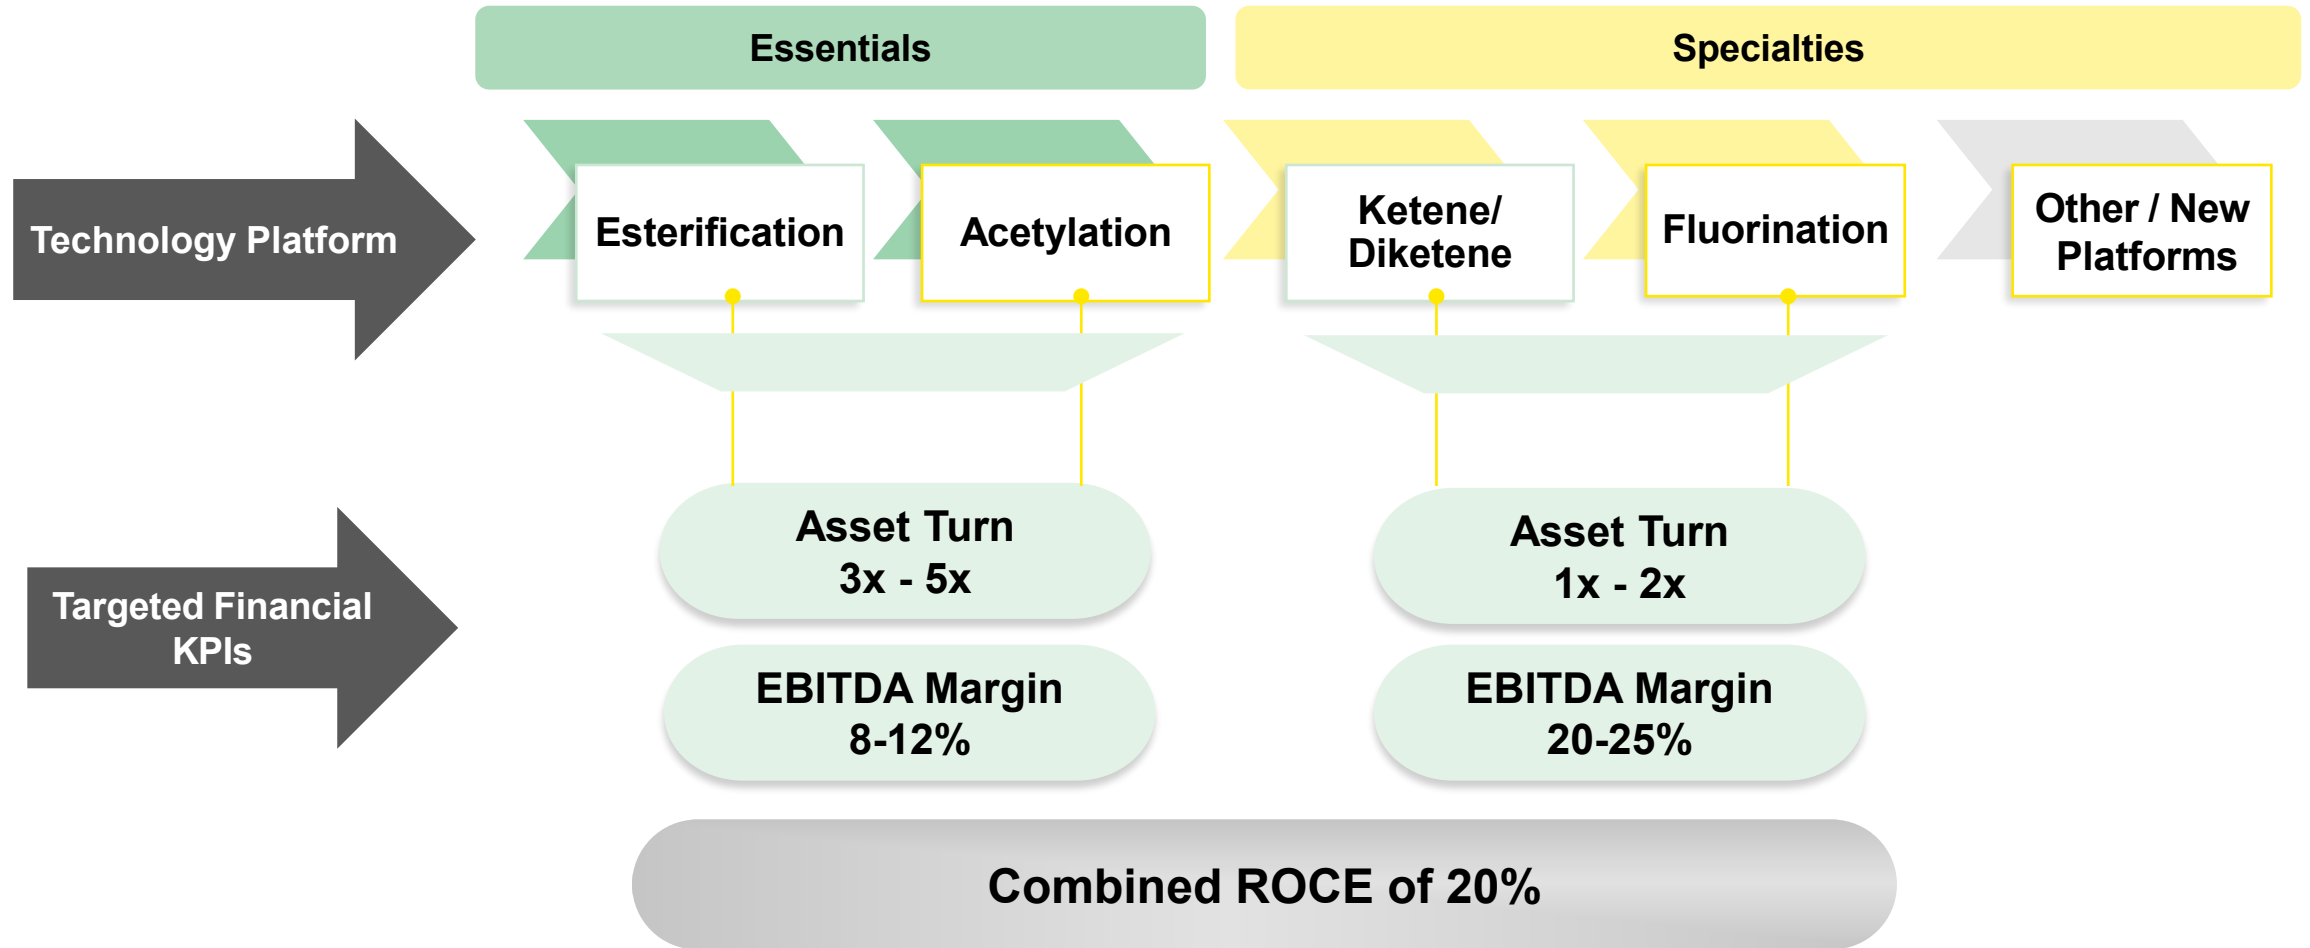 Essentials
Specialties
Technology Platform
Esterification
Acetylation
Ketene/
Diketene
Fluorination
Other / New
Platforms
Targeted Financial
KPIs
Asset Turn
3x - 5x
Asset Turn
1x - 2x
EBITDA Margin
8-12%
EBITDA Margin
20-25%
Combined ROCE of 20%